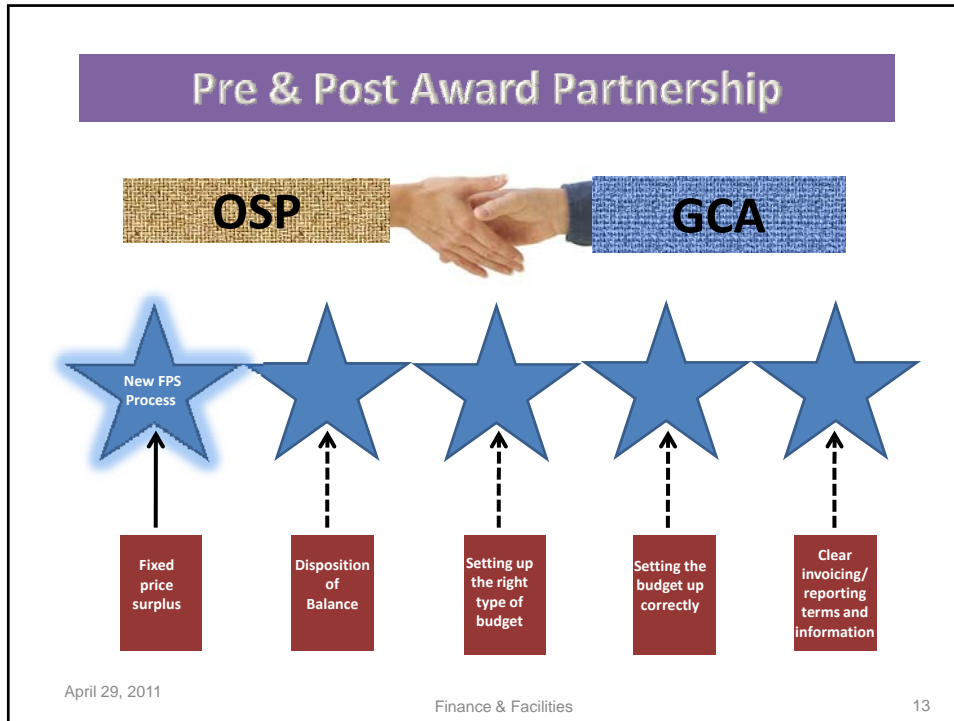 Pre & Post Award Partnership
OSP
GCA
New FPS
Process
Fixed
price
surplus
Disposition
of
Balance
Setting up
the right
type of
budget
Setting the
budget up
correctly
Clear
invoicing/
reporting
terms and
information
April 29, 2011
Finance & Facilities
13